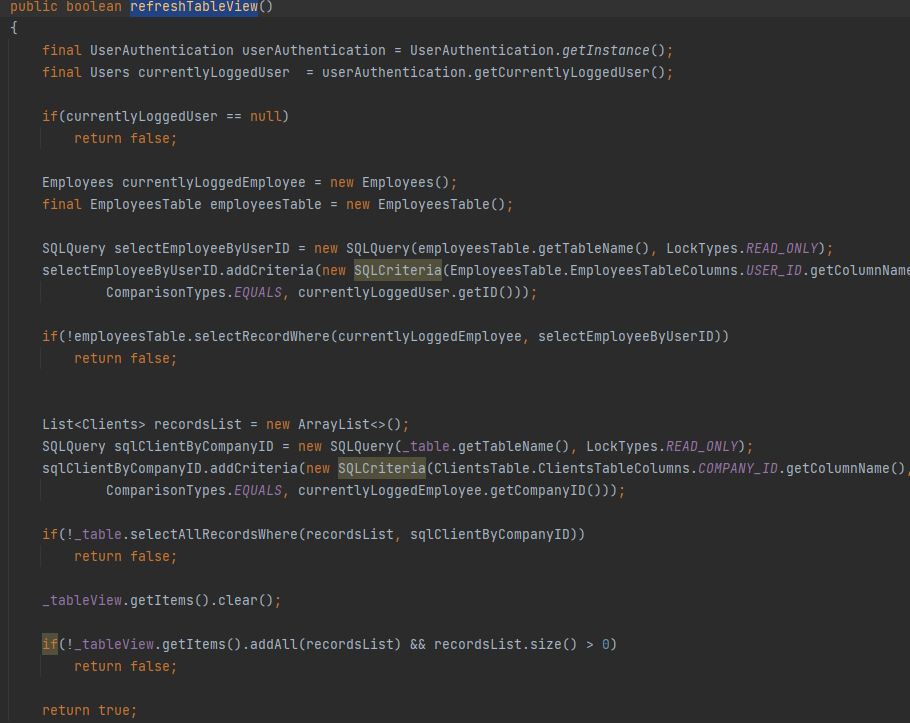 public boolean refreshTableView()
{
    final UserAuthentication userAuthentication = UserAuthentication.getInstance();
    final Users currentlyLoggedUser  = userAuthentication.getCurrentlyLoggedUser();

    if(currentlyLoggedUser == null)
        return false;

    Employees currentlyLoggedEmployee = new Employees();
    final EmployeesTable employeesTable = new EmployeesTable();

    SQLQuery selectEmployeeByUserID = new SQLQuery(employeesTable.getTableName(), LockTypes.READ_ONLY);
    selectEmployeeByUserID.addCriteria(new SQLCriteria(EmployeesTable.EmployeesTableColumns.USER_ID.getColumnName
            ComparisonTypes.EQUALS, currentlyLoggedUser.getID()));

    if(!employeesTable.selectRecordWhere(currentlyLoggedEmployee, selectEmployeeByUserID))
        return false;


    List<Clients> recordsList = new ArrayList<>();
    SQLQuery sqlClientByCompanyID = new SQLQuery(_table.getTableName(), LockTypes.READ_ONLY);
    sqlClientByCompanyID.addCriteria(new SQLCriteria(ClientsTable.ClientsTableColumns.COMPANY_ID.getColumnName(),
            ComparisonTypes.EQUALS, currentlyLoggedEmployee.getCompanyID()));

    if(!_table.selectAllRecordsWhere(recordsList, sqlClientByCompanyID))
        return false;

    _tableView.getItems().clear();

    if(!_tableView.getItems().addAll(recordsList) && recordsList.size() > 0)
        return false;

    return true;